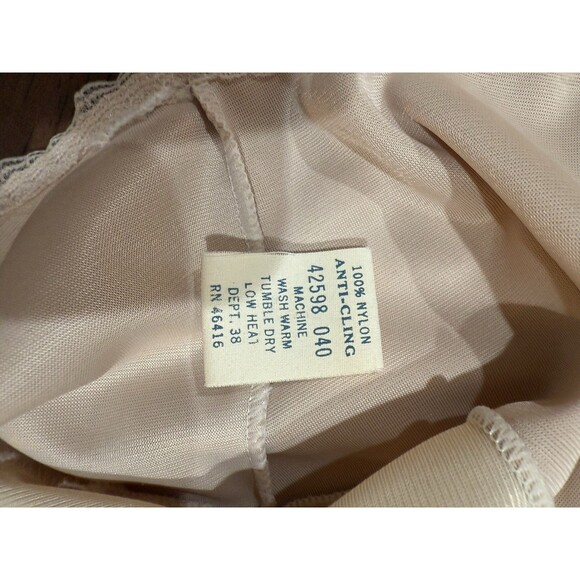 100% NYLON
ANTI-CLING
42598 040
MACHINE
WASH WARM
TUMBLE DRY
LOW HEAT
DEPT. 38
RN 46416